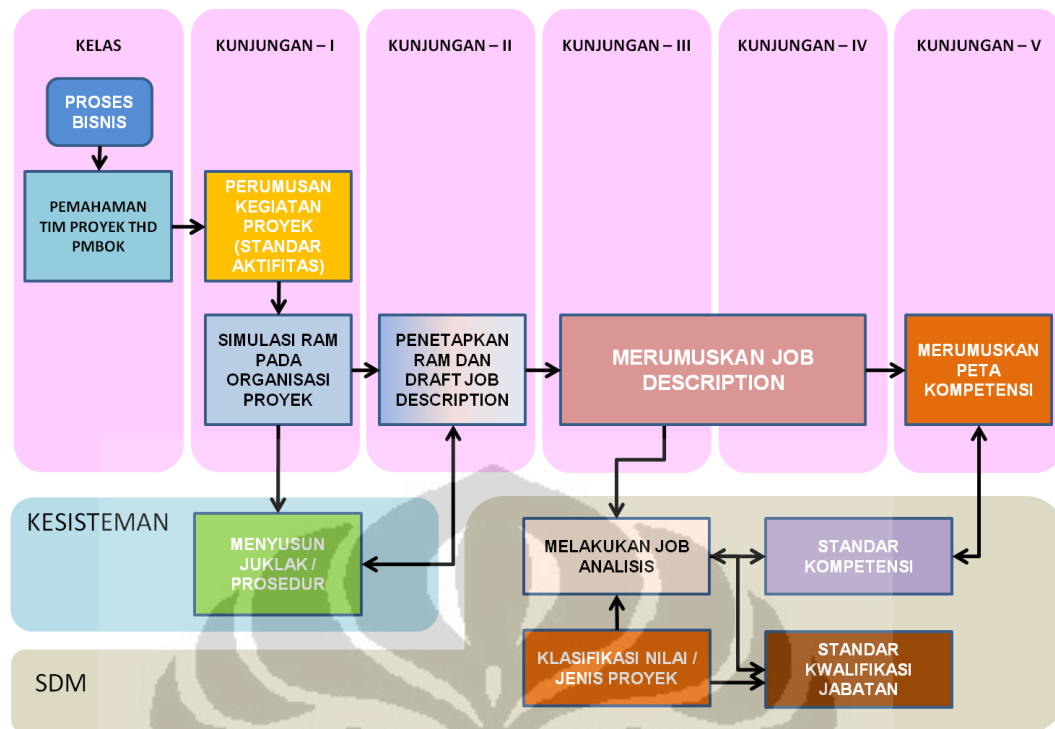 KELAS
KUNJUNGAN – I
KUNJUNGAN – II
KUNJUNGAN – III
KUNJUNGAN – IV
KUNJUNGAN – V
PROSES
BISNIS
PEMAHAMAN
TIM PROYEK THD
PMBOK
PERUMUSAN
KEGIATAN
PROYEK
(STANDAR
AKTIFITAS)
SIMULASI RAM
PADA
ORGANISASI
PROYEK
PENETAPKAN
RAM DAN
DRAFT JOB
DESCRIPTION
MERUMUSKAN JOB
DESCRIPTION
MERUMUSKAN
PETA
KOMPETENSI
KESISTEMAN
MENYUSUN
JUKLAK /
PROSEDUR
MELAKUKAN JOB
ANALISIS
STANDAR
KOMPETENSI
SDM
KLASIFIKASI NILAI /
JENIS PROYEK
STANDAR
KWALIFIKASI
JABATAN